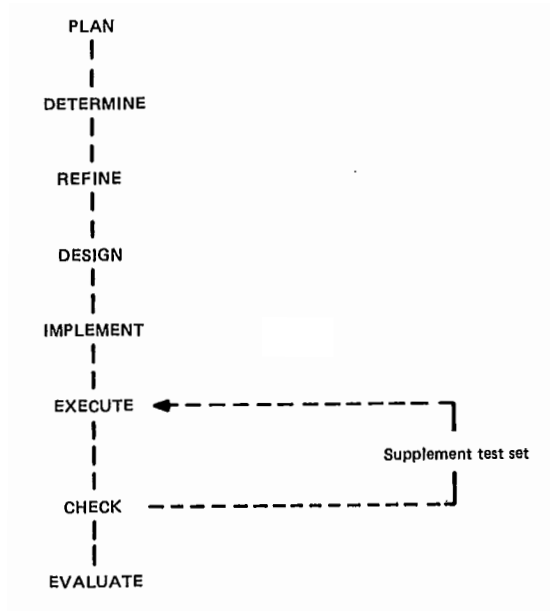 PLAN
DETERMINE
REFINE
DESIGN
IMPLEMENT
EXECUTE
Supplement test set
CHECK
EVALUATE